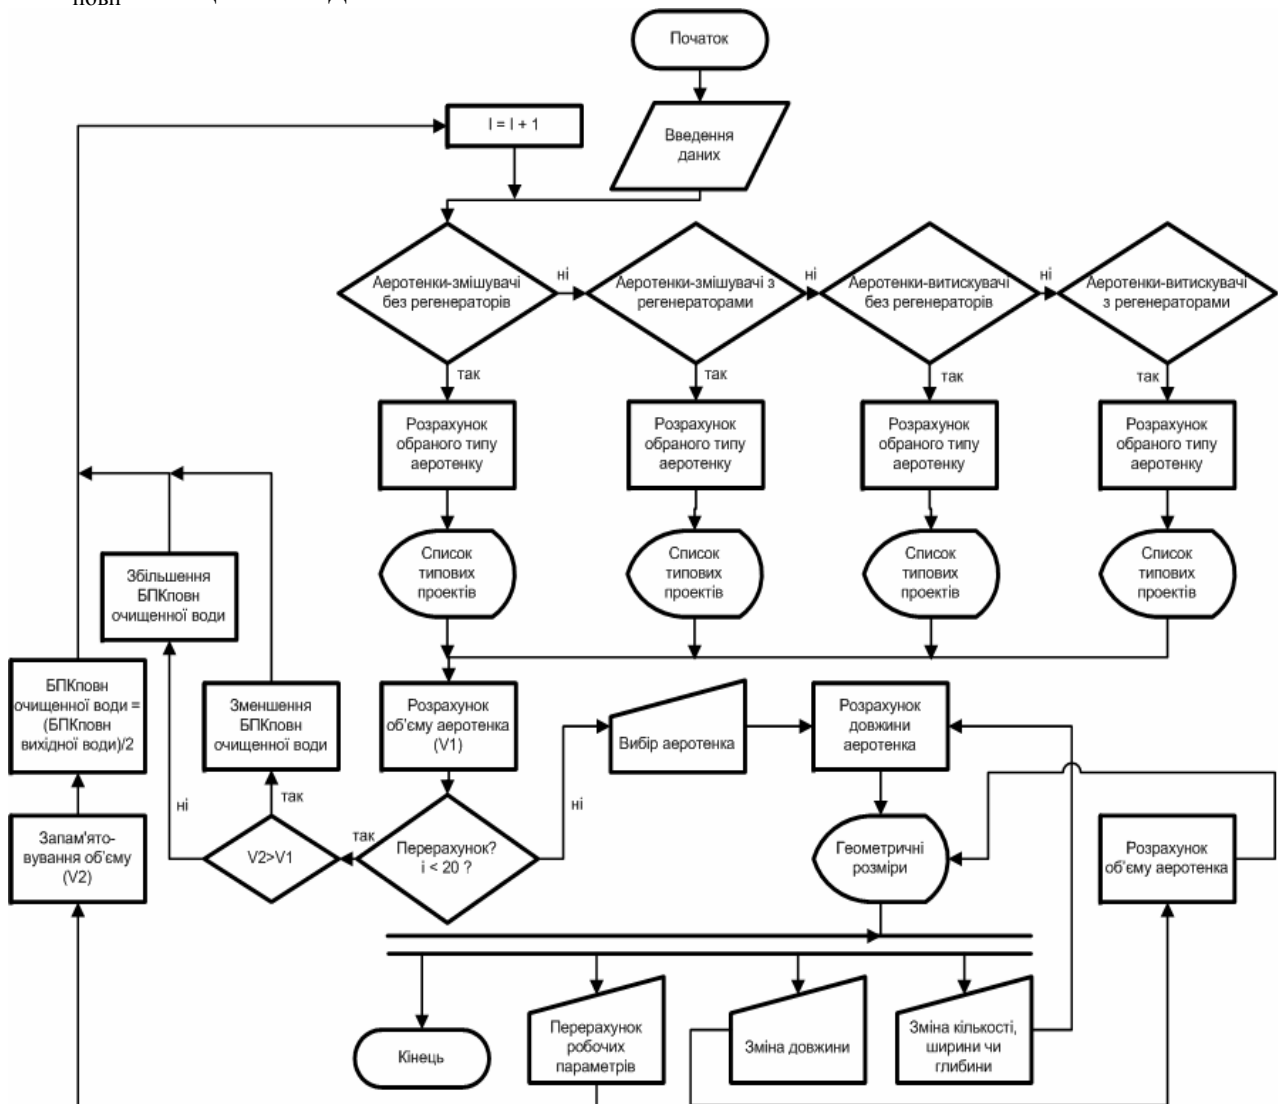 повн
Початок
I = I + 1
Введення
даних
Аеротенки-змішувачі
без регенераторів
ні
Аеротенки-змішувачі з
регенераторами
ні
Аеротенки-витискувачі
без регенераторів
ні
Аеротенки-витискувачі
з регенераторами
так
так
так
так
Розрахунок
обраного типу
аеротенку
Розрахунок
обраного типу
аеротенку
Розрахунок
обраного типу
аеротенку
Розрахунок
обраного типу
аеротенку
Список
типових
проектів
Список
типових
проектів
Список
типових
проектів
Список
типових
проектів
Збільшення
БПКповн
очищенної води
БПКповн
очищенної води =
(БПКповн
вихідної води)/2
Зменшення
БПКповн
очищенної води
Розрахунок
об'єму аеротенка
(V1)
Вибір аеротенка
Розрахунок
довжини
аеротенка
ні
так
ні
Запам'ято-
вування об'єму
(V2)
V2>V1
так
Перерахунок?
i < 20 ?
Геометричні
розміри
Розрахунок
об'єму аеротенка
Кінець
Перерахунок
робочих
параметрів
Зміна довжини
Зміна кількості,
ширини чи
глибини